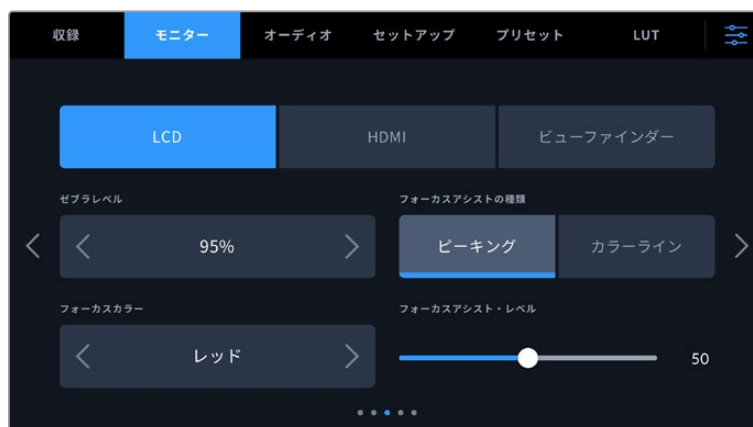 収録 モニター オーディオ セットアップ プリセット LUT
LCD HDMI ビューファインダー
ゼブラレベル フォーカスアシストの種類
95% ピーキング カラーライン
フォーカスカラー フォーカスアシスト・レベル
レッド 50